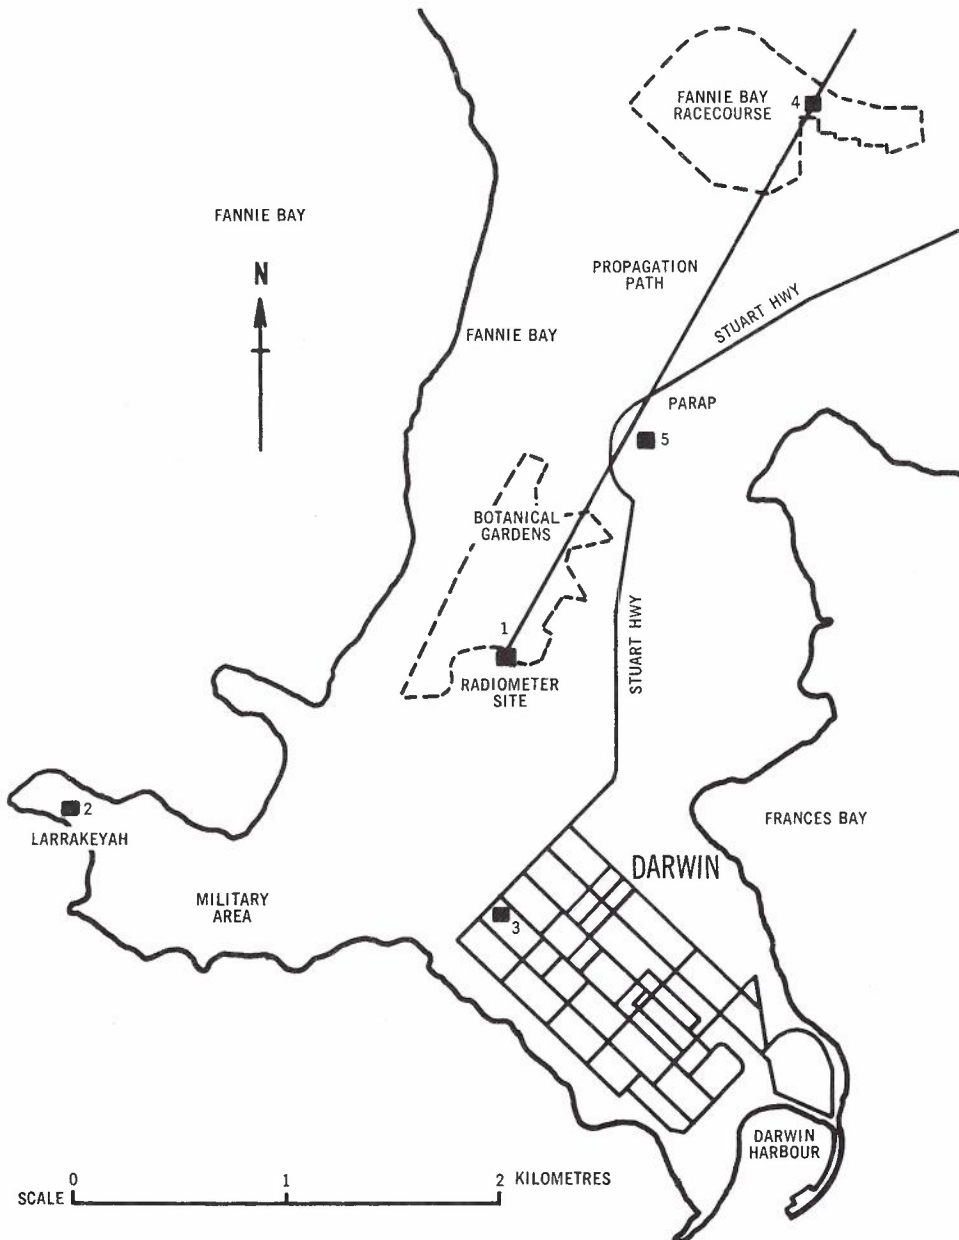 FANNIE BAY
RACECOURSE
4
FANNIE BAY
N
PROPAGATION
PATH
STUART HWY
FANNIE BAY
PARAP
5
BOTANICAL
GARDENS
1
STUART HWY
RADIOMETER
SITE
2
LARRAKEYAH
FRANCES BAY
DARWIN
MILITARY
AREA
3
DARWIN
HARBOUR
0 1 2 KILOMETRES
SCALE